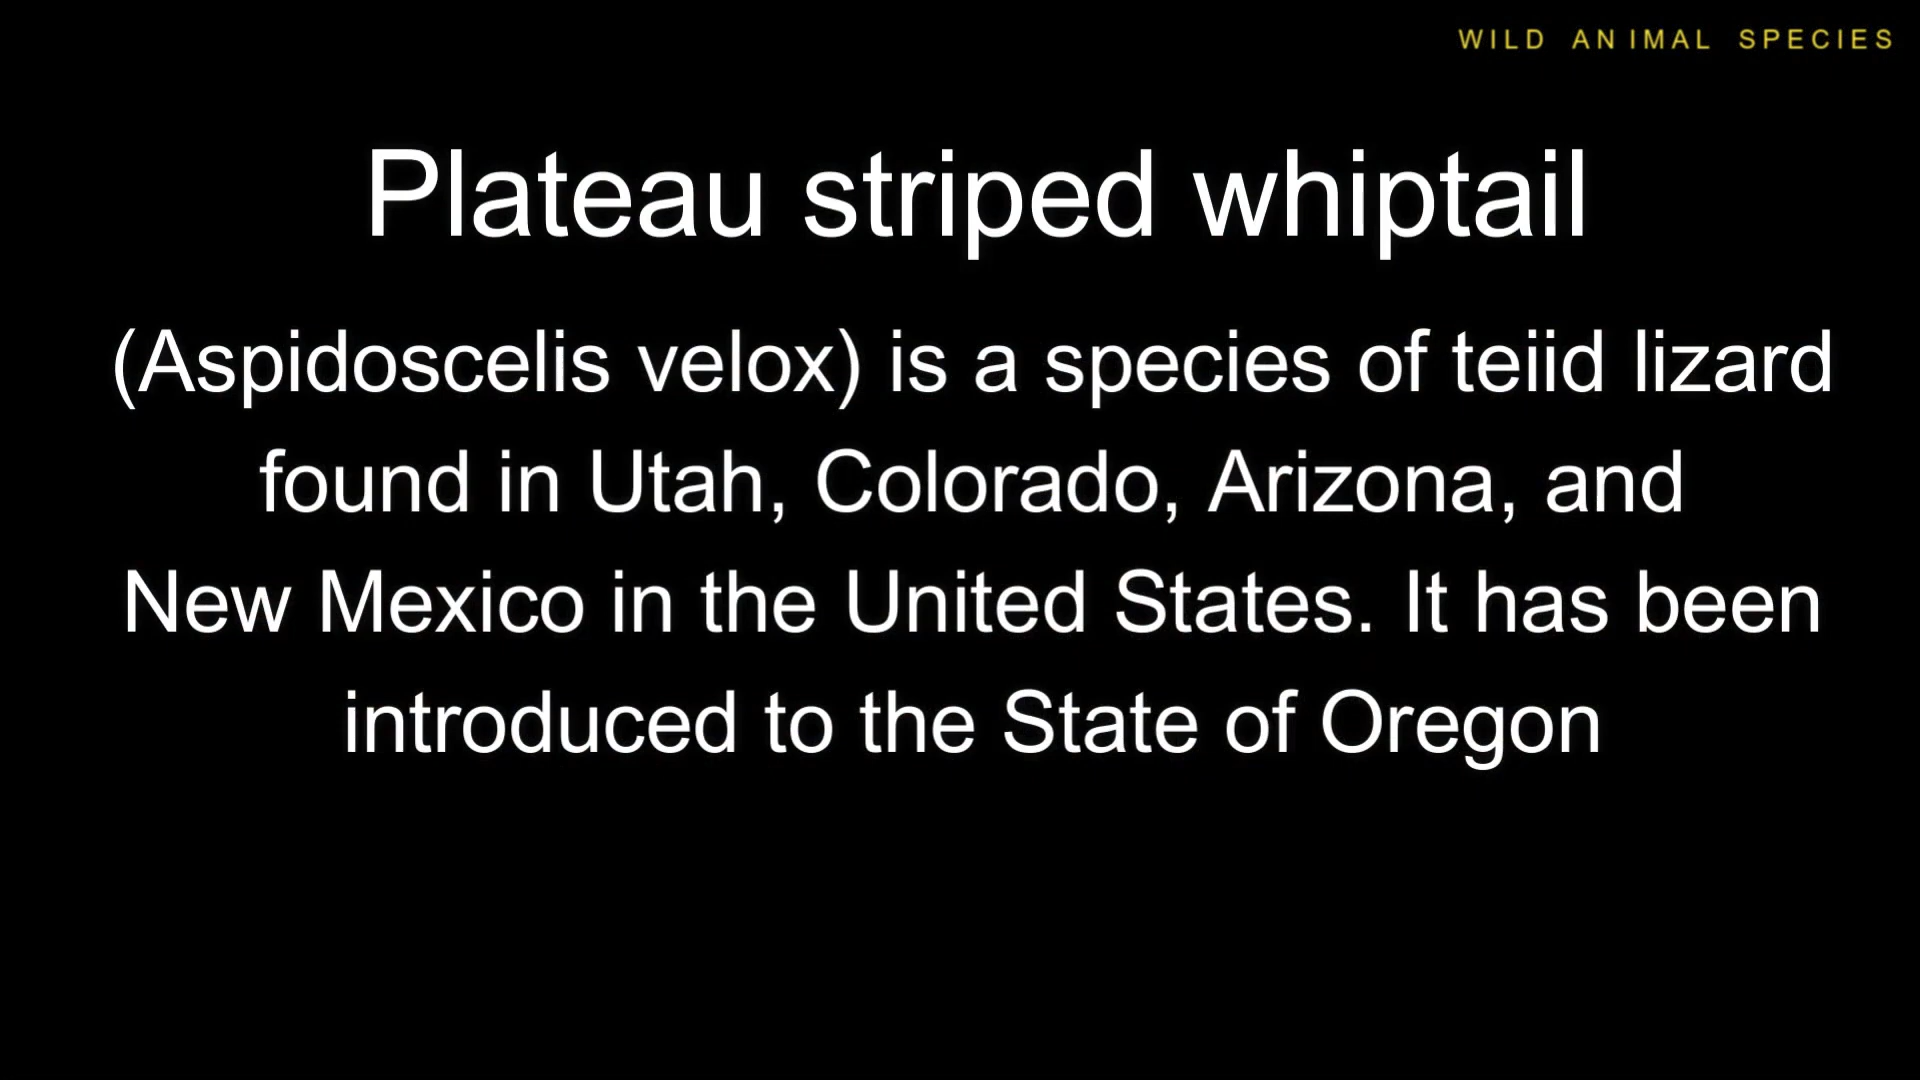 WILD ANIMAL SPECIES
Plateau striped whiptail
(Aspidoscelis velox) is a species of teiid lizard
found in Utah, Colorado, Arizona, and
New Mexico in the United States. It has been
introduced to the State of Oregon